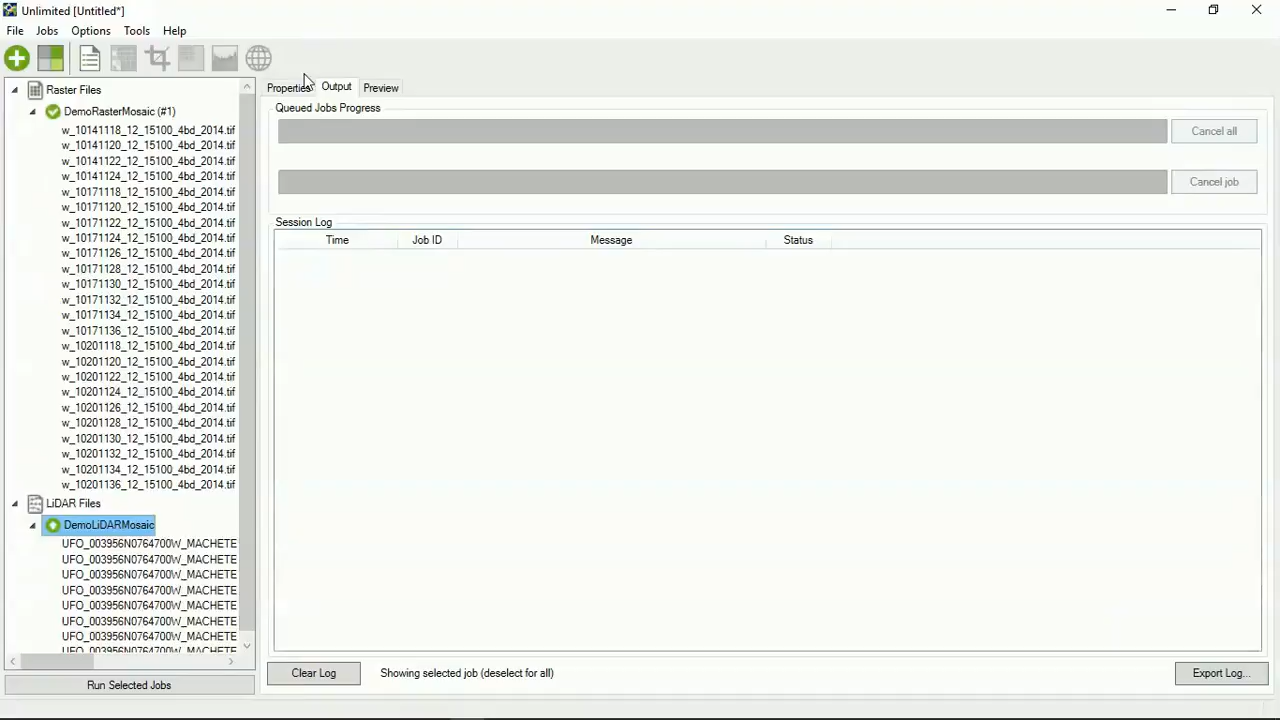 Unlimited [Untitled*]
File Jobs Options Tools Help
Raster Files
DemoRasterMosaic (#1)
w_10141118_12_15100_4bd_2014.tif
w_10141120_12_15100_4bd_2014.tif
w_10141122_12_15100_4bd_2014.tif
w_10141124_12_15100_4bd_2014.tif
w_10171118_12_15100_4bd_2014.tif
w_10171120_12_15100_4bd_2014.tif
w_10171122_12_15100_4bd_2014.tif
w_10171124_12_15100_4bd_2014.tif
w_10171126_12_15100_4bd_2014.tif
w_10171128_12_15100_4bd_2014.tif
w_10171130_12_15100_4bd_2014.tif
w_10171132_12_15100_4bd_2014.tif
w_10171134_12_15100_4bd_2014.tif
w_10171136_12_15100_4bd_2014.tif
w_10201118_12_15100_4bd_2014.tif
w_10201120_12_15100_4bd_2014.tif
w_10201122_12_15100_4bd_2014.tif
w_10201124_12_15100_4bd_2014.tif
w_10201126_12_15100_4bd_2014.tif
w_10201128_12_15100_4bd_2014.tif
w_10201130_12_15100_4bd_2014.tif
w_10201132_12_15100_4bd_2014.tif
w_10201134_12_15100_4bd_2014.tif
w_10201136_12_15100_4bd_2014.tif
LiDAR Files
DemoLiDARMosaic
UFO_003956N0764700W_MACHETE
UFO_003956N0764700W_MACHETE
UFO_003956N0764700W_MACHETE
UFO_003956N0764700W_MACHETE
UFO_003956N0764700W_MACHETE
UFO_003956N0764700W_MACHETE
UFO_003956N0764700W_MACHETE
UFO_003956N0764700W_MACHETE
Run Selected Jobs
Properties Output Preview
Queued Jobs Progress
Cancel all
Cancel job
Session Log
Time Job ID Message Status
Clear Log Showing selected job (deselect for all) Export Log...